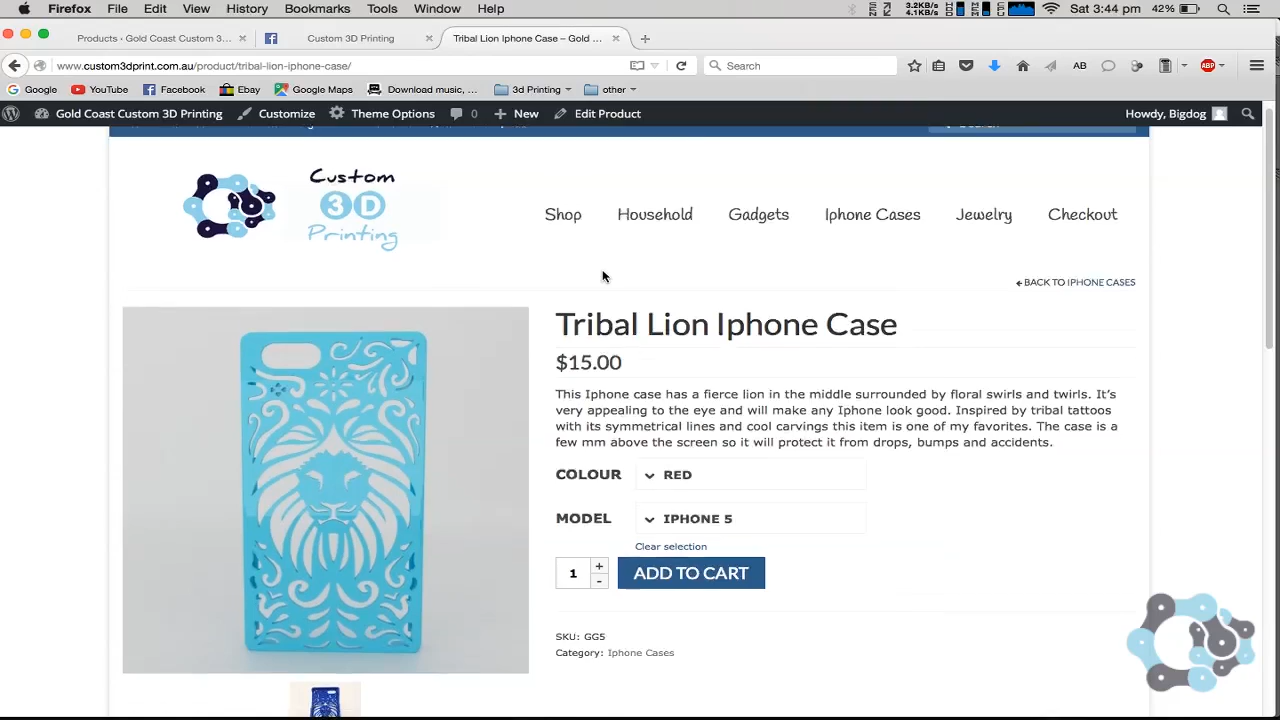 Firefox File Edit View History Bookmarks Tools Window Help 3.2KB/s 4.1KB/s Sat 3:44 pm 42%
Products · Gold Coast Custom 3... Custom 3D Printing Tribal Lion Iphone Case – Gold ...
www.custom3dprint.com.au/product/tribal-lion-iphone-case/ Search AB ABP
Google YouTube Facebook Ebay Google Maps Download music, ... 3d Printing other
Gold Coast Custom 3D Printing Customize Theme Options 0 New Edit Product Howdy, Bigdog
Custom
3D
Printing
Shop Household Gadgets Iphone Cases Jewelry Checkout
BACK TO IPHONE CASES
Tribal Lion Iphone Case
$15.00
This Iphone case has a fierce lion in the middle surrounded by floral swirls and twirls. It’s
very appealing to the eye and will make any Iphone look good. Inspired by tribal tattoos
with its symmetrical lines and cool carvings this item is one of my favorites. The case is a
few mm above the screen so it will protect it from drops, bumps and accidents.
COLOUR RED
MODEL IPHONE 5
Clear selection
1 + - ADD TO CART
SKU: GG5
Category: Iphone Cases